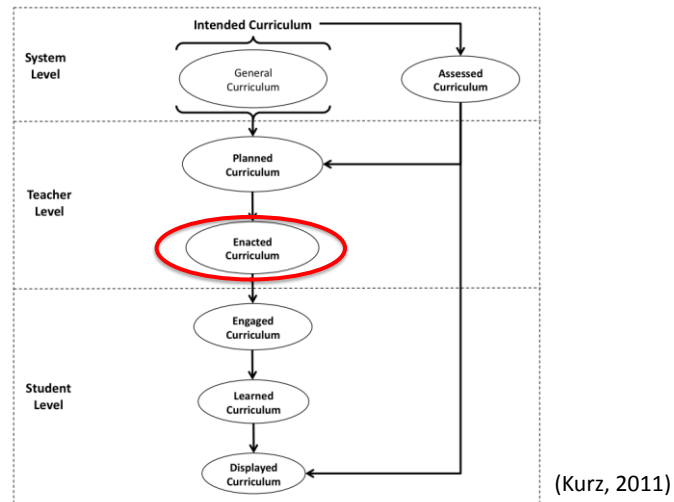 Intended Curriculum
System
Level
General
Curriculum
Assessed
Curriculum
Planned
Curriculum
Teacher
Level
Enacted
Curriculum
Engaged
Curriculum
Student
Level
Learned
Curriculum
Displayed
Curriculum
(Kurz, 2011)